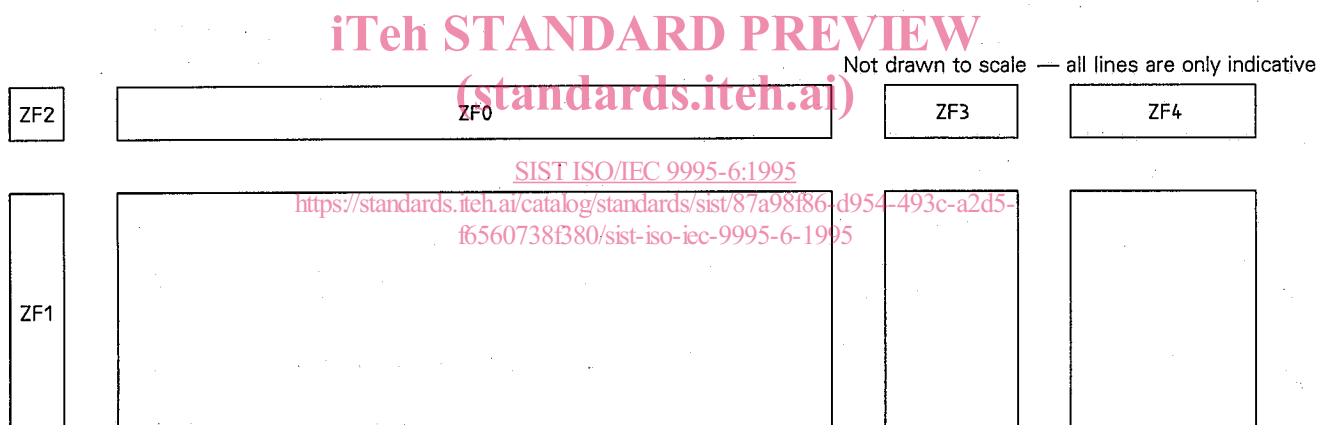 iTeh STANDARD PREVIEW
Not drawn to scale — all lines are only indicative
(standards.iteh.ai)
ZF2
ZF0
ZF3
ZF4
SIST ISO/IEC 9995-6:1995
https://standards.iteh.ai/catalog/standards/sist/87a98f86-d954-493c-a2d5-
f6560738f380/sist-iso-iec-9995-6-1995
ZF1